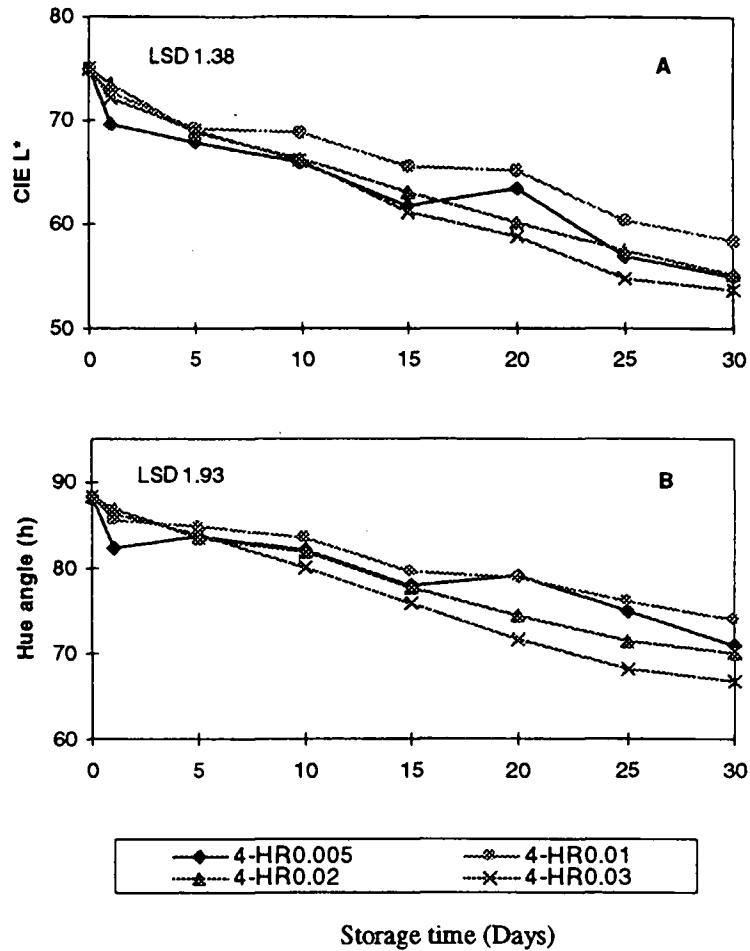 80
LSD 1.38
A
70
CIE L*
60
50
0 5 10 15 20 25 30
90
LSD 1.93
B
80
Hue angle (h)
70
60
0 5 10 15 20 25 30
4-HR0.005 4-HR0.01
4-HR0.02 4-HR0.03
Storage time (Days)